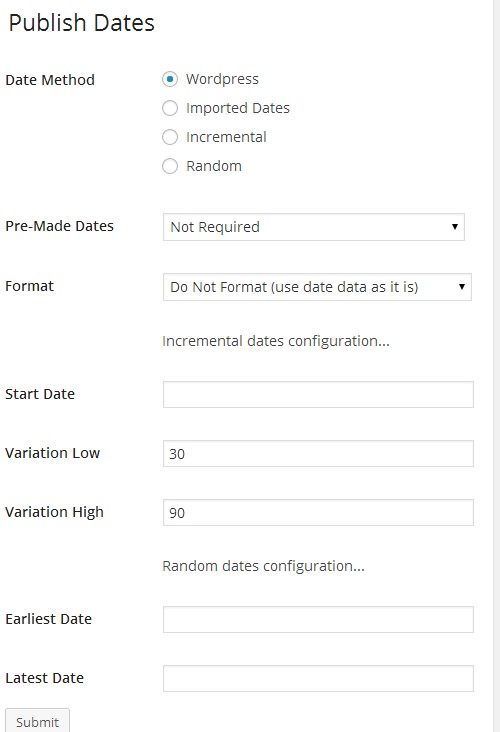 Publish Dates
Date Method
Wordpress
Imported Dates
Incremental
Random
Pre-Made Dates
Not Required
Format
Do Not Format (use date data as it is)
Incremental dates configuration...
Start Date
Variation Low
30
Variation High
90
Random dates configuration...
Earliest Date
Latest Date
Submit